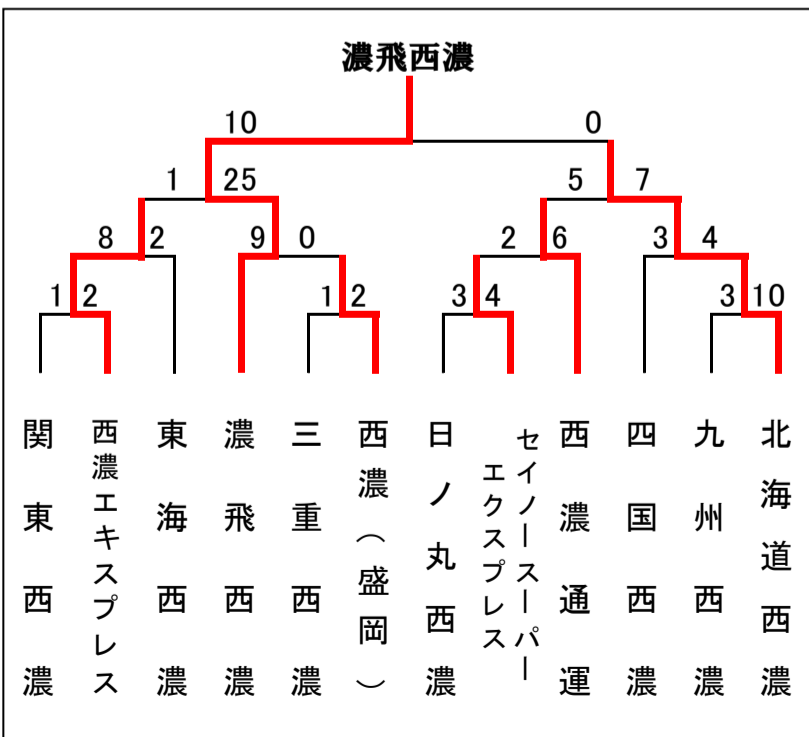 濃飛西濃
10 0
1 25 5 7
8 2 9 0 2 6 3 4
1 2 1 2 3 4 3 10
関東西濃
西濃エキスプレス
東海西濃
濃飛西濃
三重西濃
西濃（盛岡）
日ノ丸西濃
セイノースーパー
エクスプレス
西濃通運
四国西濃
九州西濃
北海道西濃